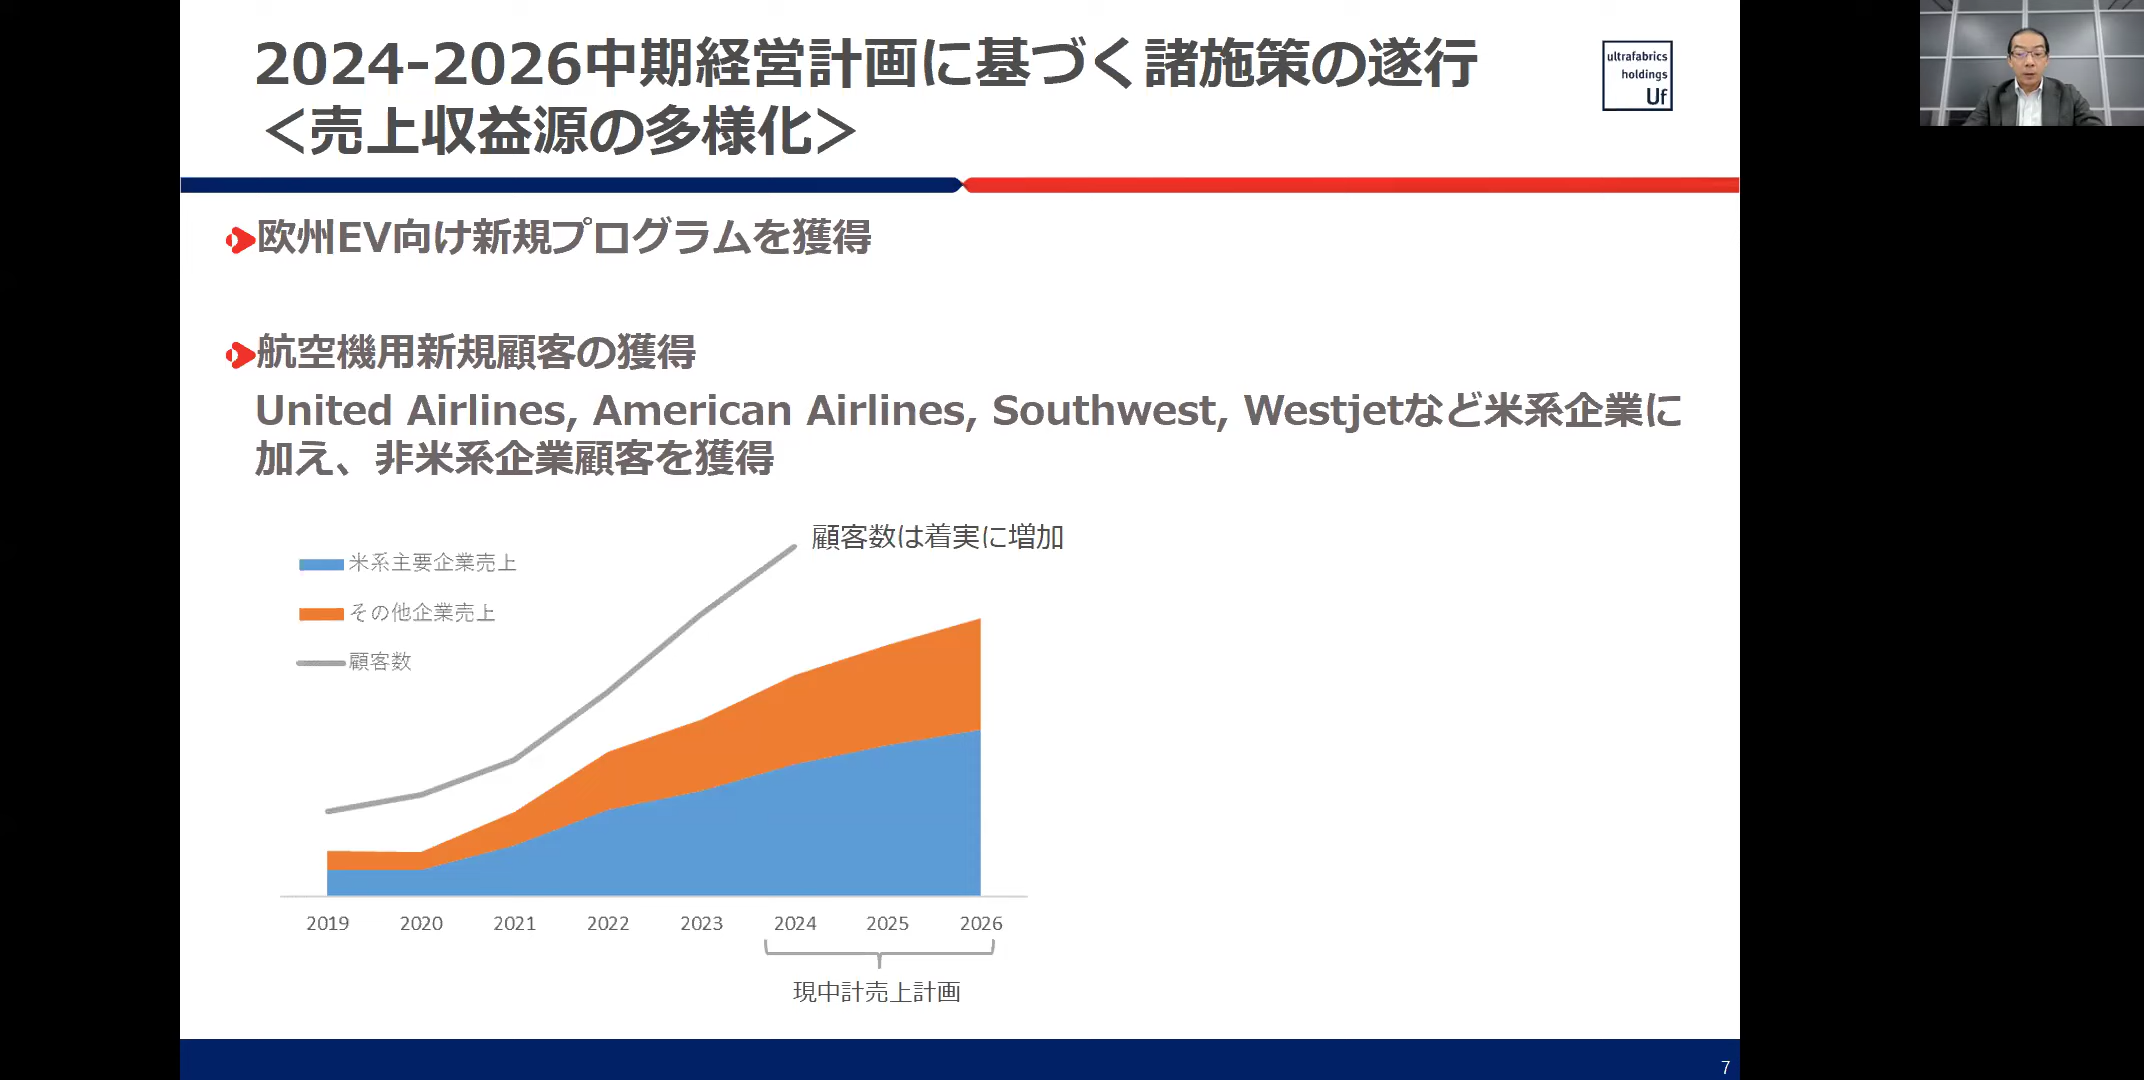 2024-2026中期経営計画に基づく諸施策の遂行
＜売上収益源の多様化＞
ultrafabrics
holdings
Uf
欧州EV向け新規プログラムを獲得
航空機用新規顧客の獲得
United Airlines, American Airlines, Southwest, Westjetなど米系企業に
加え、非米系企業顧客を獲得
顧客数は着実に増加
米系主要企業売上
その他企業売上
顧客数
2019 2020 2021 2022 2023 2024 2025 2026
現中計売上計画
7